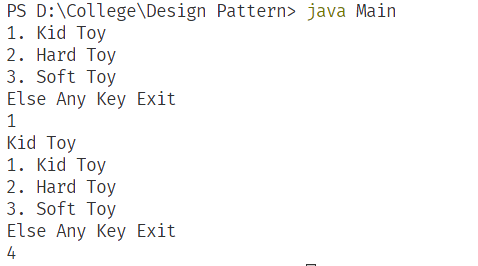 PS D:\College\Design Pattern> java Main
1. Kid Toy
2. Hard Toy
3. Soft Toy
Else Any Key Exit
1
Kid Toy
1. Kid Toy
2. Hard Toy
3. Soft Toy
Else Any Key Exit
4